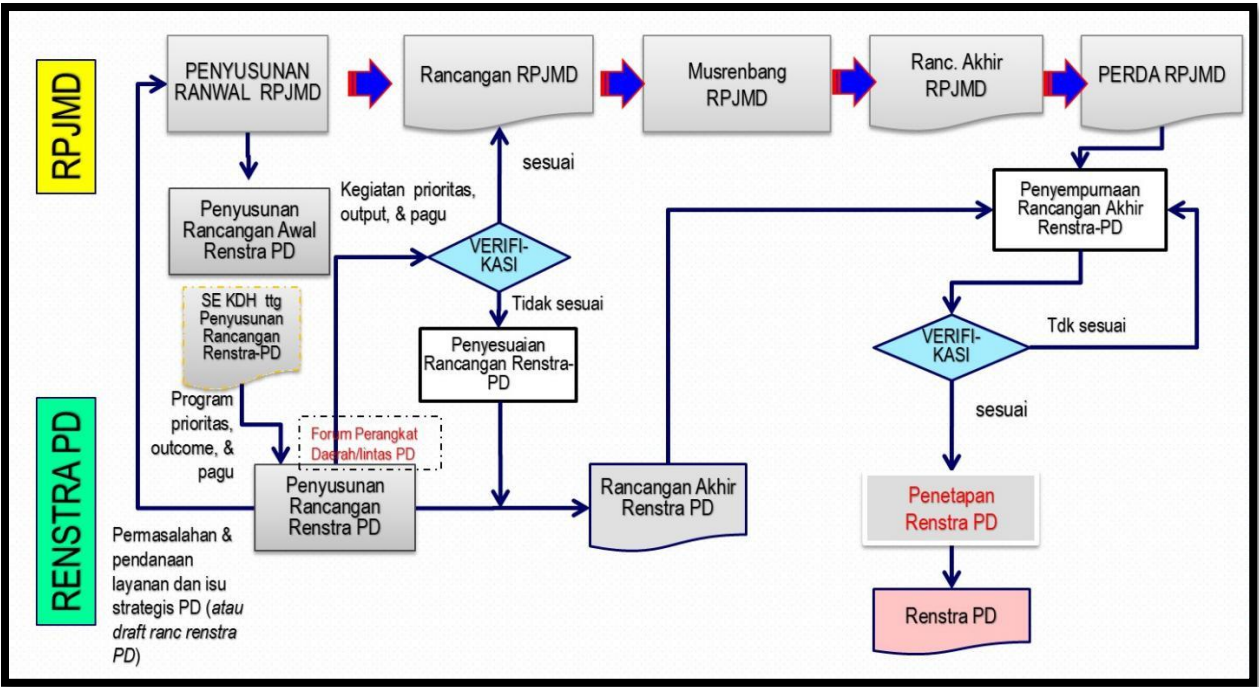 RPJMD
PENYUSUNAN
RANWAL RPJMD
Rancangan RPJMD
Musrenbang
RPJMD
Ranc. Akhir
RPJMD
PERDA RPJMD
Penyusunan
Rancangan Awal
Renstra PD
Kegiatan prioritas,
output, & pagu
sesuai
VERIFI-
KASI
Tidak sesuai
Penyesuaian
Rancangan Renstra-
PD
Penyempurnaan
Rancangan Akhir
Renstra-PD
VERIFI-
KASI
Tdk sesuai
sesuai
RENSTRA PD
SE KDH ttg
Penyusunan
Rancangan
Renstra-PD
Program
prioritas,
outcome, &
pagu
Forum Perangkat
Daerah/lintas PD
Penyusunan
Rancangan
Renstra PD
Rancangan Akhir
Renstra PD
Penetapan
Renstra PD
Renstra PD
Permasalahan &
pendanaan
layanan dan isu
strategis PD (atau
draft ranc renstra
PD)